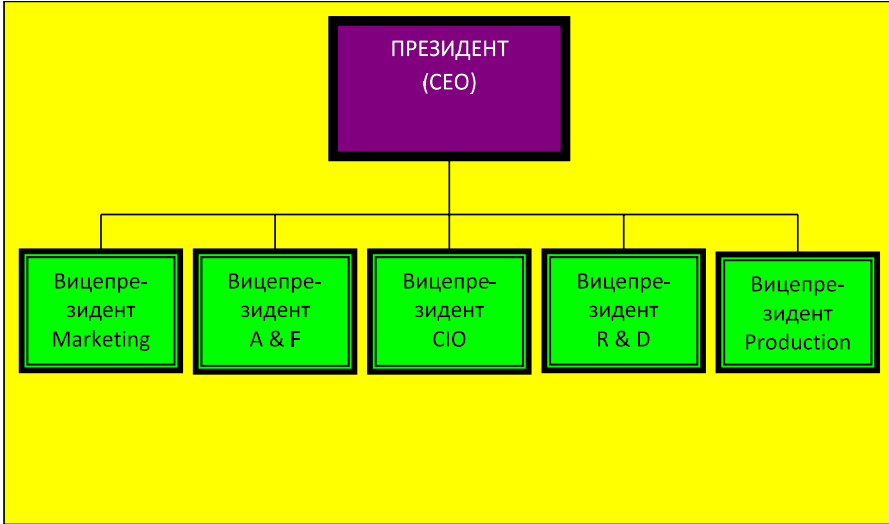 ПРЕЗИДЕНТ
(CEO)
Вицепре-
зидент
Marketing
Вицепре-
зидент
A & F
Вицепре-
зидент
CIO
Вицепре-
зидент
R & D
Вицепре-
зидент
Production